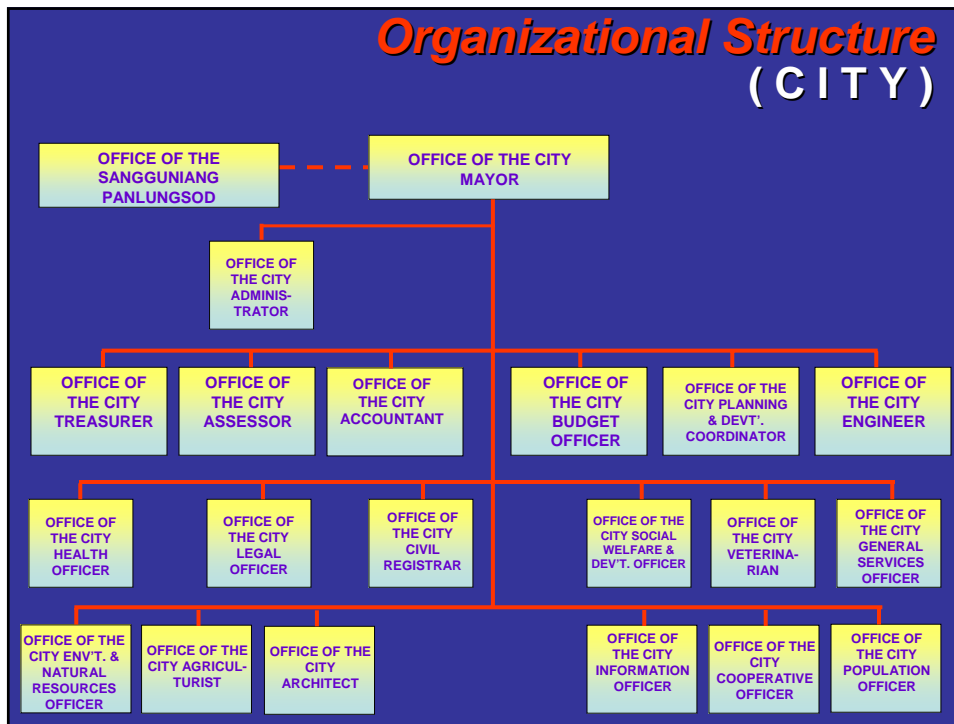 Organizational Structure
( C I T Y )
OFFICE OF THE
SANGGUNIANG
PANLUNGSOD
OFFICE OF THE CITY
MAYOR
OFFICE OF
THE CITY
ADMINIS-
TRATOR
OFFICE OF
THE CITY
TREASURER
OFFICE OF
THE CITY
ASSESSOR
OFFICE OF
THE CITY
ACCOUNTANT
OFFICE OF
THE CITY
BUDGET
OFFICER
OFFICE OF THE
CITY PLANNING
& DEVT'.
COORDINATOR
OFFICE OF
THE CITY
ENGINEER
OFFICE OF
THE CITY
HEALTH
OFFICER
OFFICE OF
THE CITY
LEGAL
OFFICER
OFFICE OF
THE CITY
CIVIL
REGISTRAR
OFFICE OF THE
CITY SOCIAL
WELFARE &
DEV'T. OFFICER
OFFICE OF
THE CITY
VETERINA-
RIAN
OFFICE OF
THE CITY
GENERAL
SERVICES
OFFICER
OFFICE OF THE
CITY ENV'T. &
NATURAL
RESOURCES
OFFICER
OFFICE OF THE
CITY AGRICUL-
TURIST
OFFICE OF THE
CITY
ARCHITECT
OFFICE OF
THE CITY
INFORMATION
OFFICER
OFFICE OF THE
CITY
COOPERATIVE
OFFICER
OFFICE OF
THE CITY
POPULATION
OFFICER